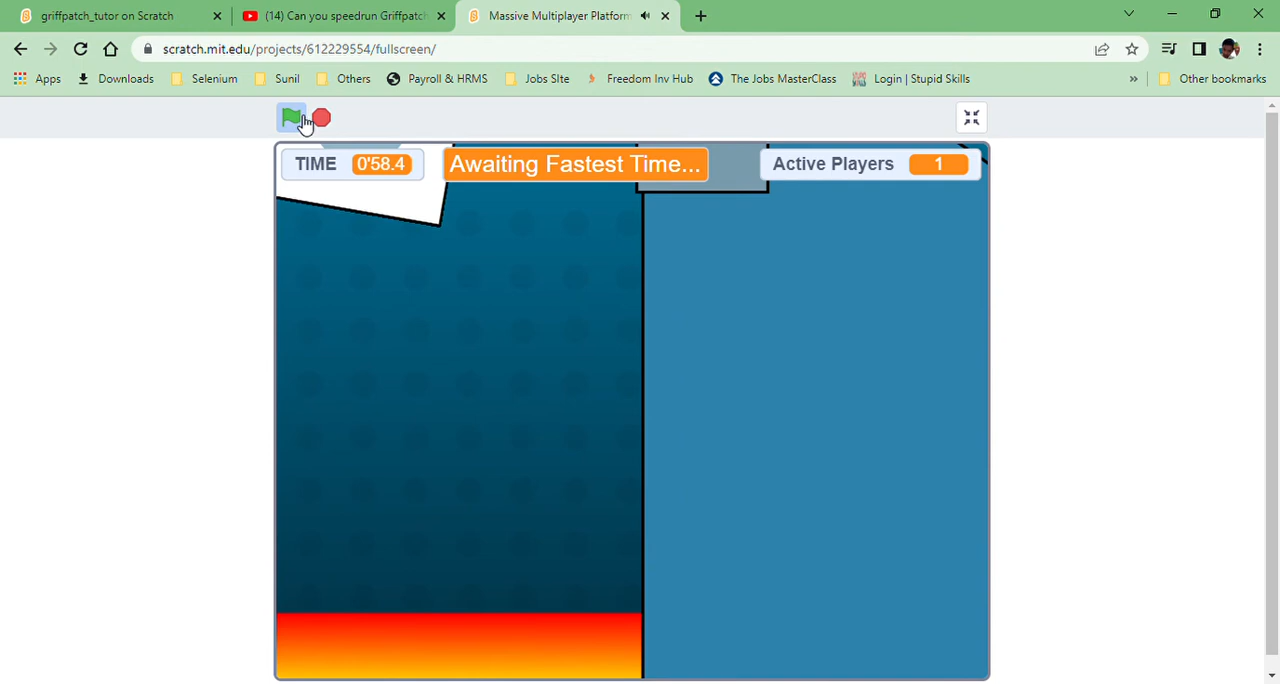 griffpatch_tutor on Scratch
(14) Can you speedrun Griffpatch
Massive Multiplayer Platform
scratch.mit.edu/projects/612229554/fullscreen/
Apps
Downloads
Selenium
Sunil
Others
Payroll & HRMS
Jobs SIte
Freedom Inv Hub
The Jobs MasterClass
Login | Stupid Skills
»
Other bookmarks
TIME 0'58.4
Awaiting Fastest Time...
Active Players 1